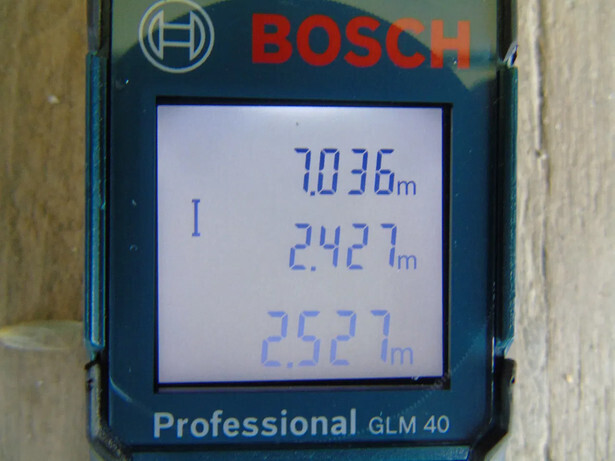 BOSCH
7.036m
2.427m
2.527m
Professional GLM 40